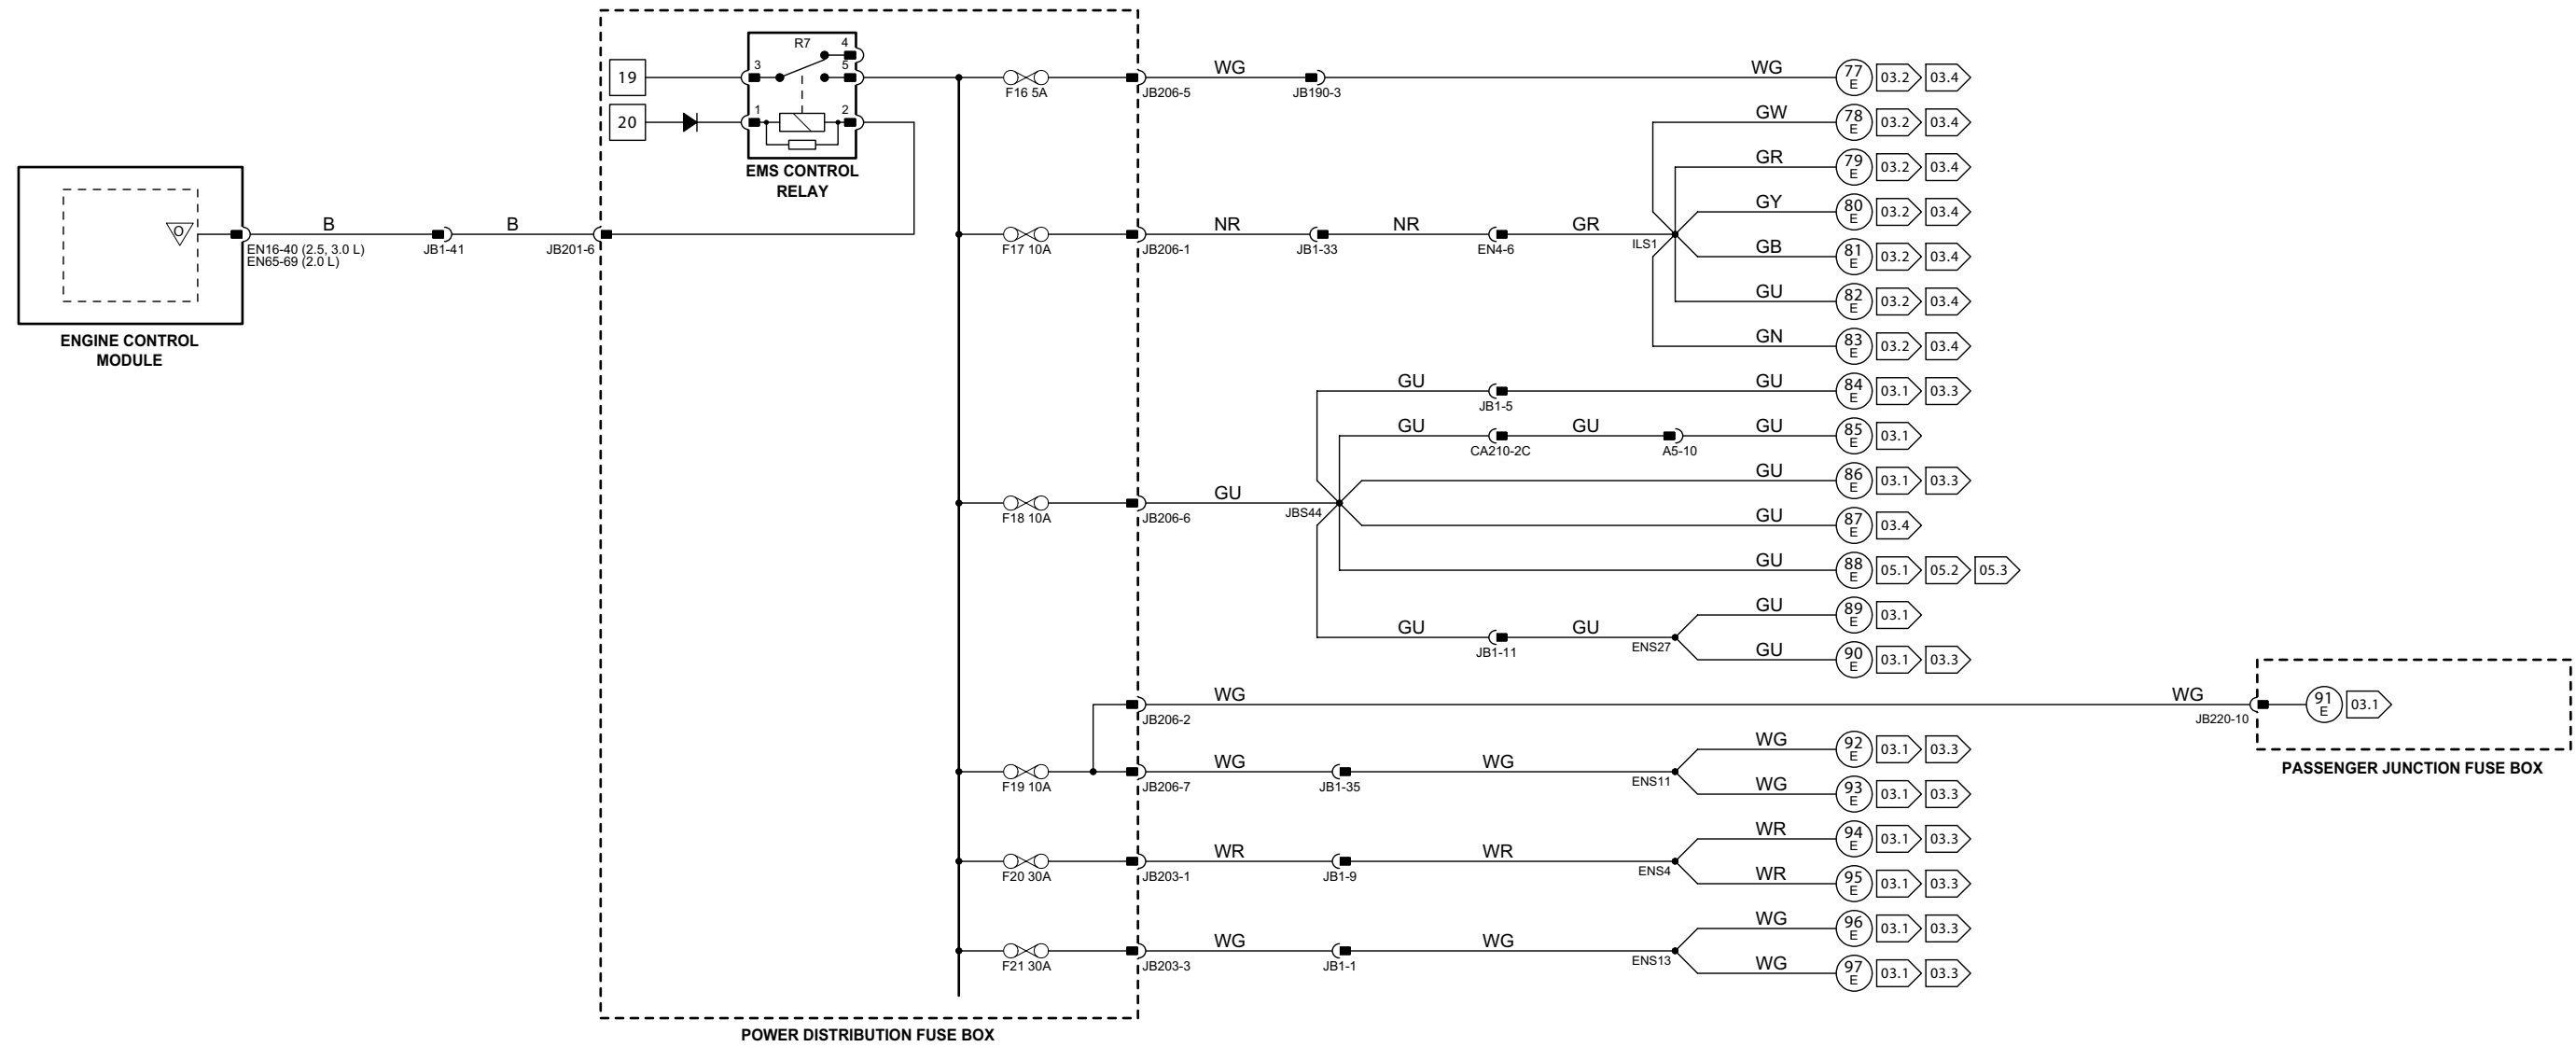 R7 4
19 3 5
F16 5A JB206-5 WG JB190-3 WG 77 E 03.2 03.4
20 1 2
GW 78 E 03.2 03.4
EMS CONTROL
RELAY
GR 79 E 03.2 03.4
GY 80 E 03.2 03.4
O
EN16-40 (2.5, 3.0 L)
EN65-69 (2.0 L)
B JB1-41 B JB201-6
F17 10A JB206-1 NR JB1-33 NR EN4-6 GR ILS1
GB 81 E 03.2 03.4
GU 82 E 03.2 03.4
GN 83 E 03.2 03.4
ENGINE CONTROL
MODULE
GU JB1-5 GU 84 E 03.1 03.3
GU CA210-2C GU A5-10 GU 85 E 03.1
GU 86 E 03.1 03.3
F18 10A JB206-6 GU JBS44
GU 87 E 03.4
GU 88 E 05.1 05.2 05.3
GU 89 E 03.1
GU JB1-11 GU ENS27
GU 90 E 03.1 03.3
JB206-2 WG WG JB220-10 91 E 03.1
PASSENGER JUNCTION FUSE BOX
WG 92 E 03.1 03.3
F19 10A JB206-7 WG JB1-35 WG ENS11
WG 93 E 03.1 03.3
WR 94 E 03.1 03.3
F20 30A JB203-1 WR JB1-9 WR ENS4
WR 95 E 03.1 03.3
WG 96 E 03.1 03.3
F21 30A JB203-3 WG JB1-1 WG ENS13
WG 97 E 03.1 03.3
POWER DISTRIBUTION FUSE BOX